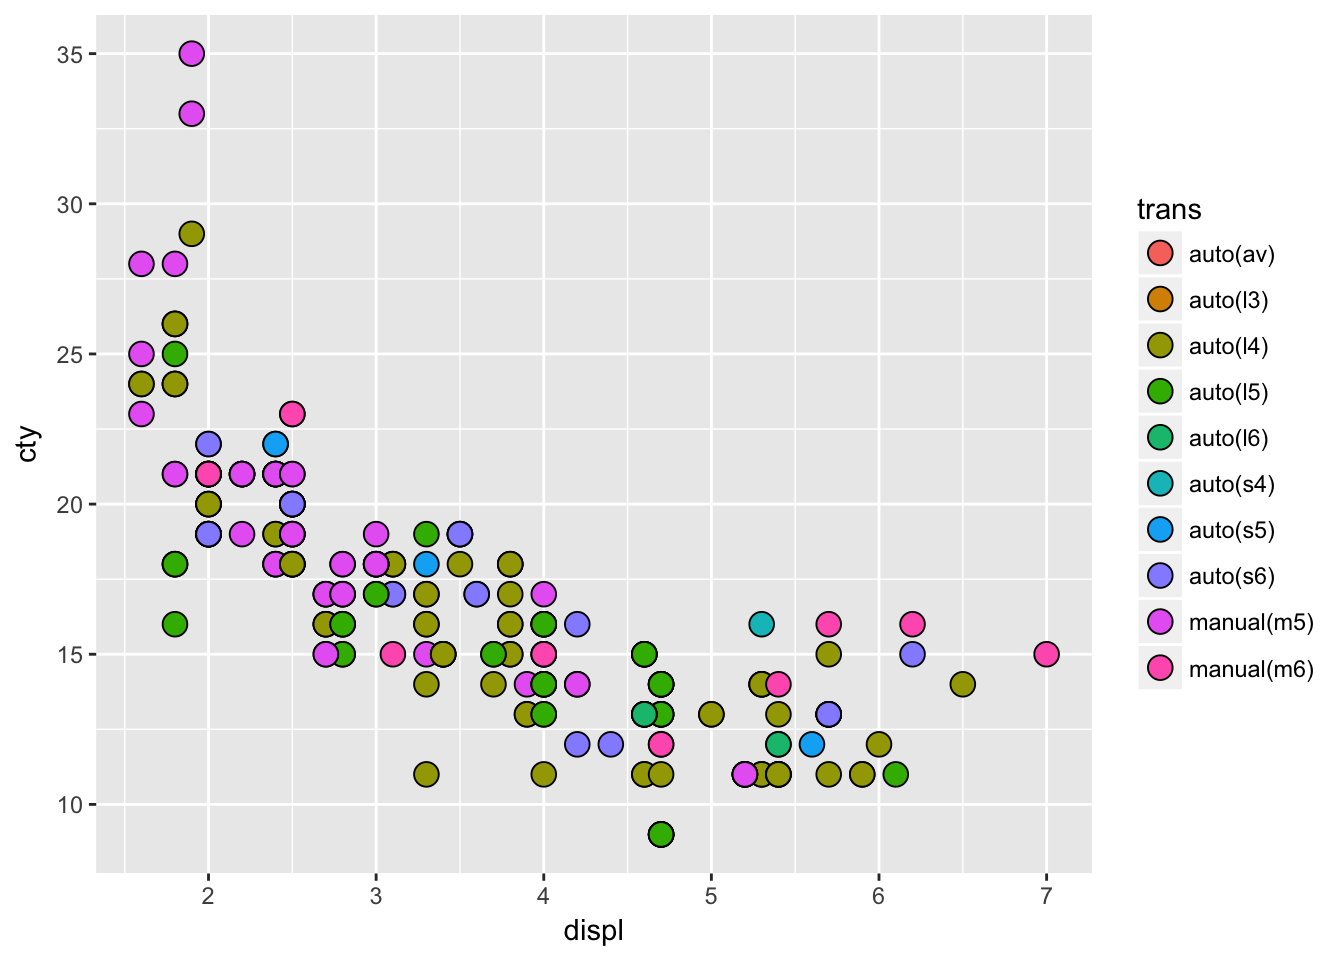 35
30
25
20
15
10
cty
2 3 4 5 6 7
displ
trans
auto(av)
auto(l3)
auto(l4)
auto(l5)
auto(l6)
auto(s4)
auto(s5)
auto(s6)
manual(m5)
manual(m6)